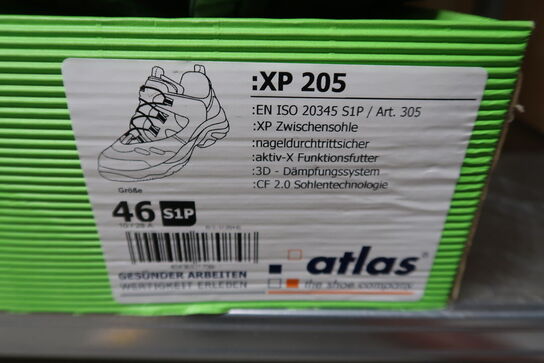 :XP 205
:EN ISO 20345 S1P / Art. 305
:XP Zwischensohle
:nageldurchtrittsicher
:aktiv-X Funktionsfutter
:3D - Dämpfungssystem
:CF 2.0 Sohlentechnologie
Größe
46 S1P
GESÜNDER ARBEITEN
WERTIGKEIT ERLEBEN
atlas®
the shoe company